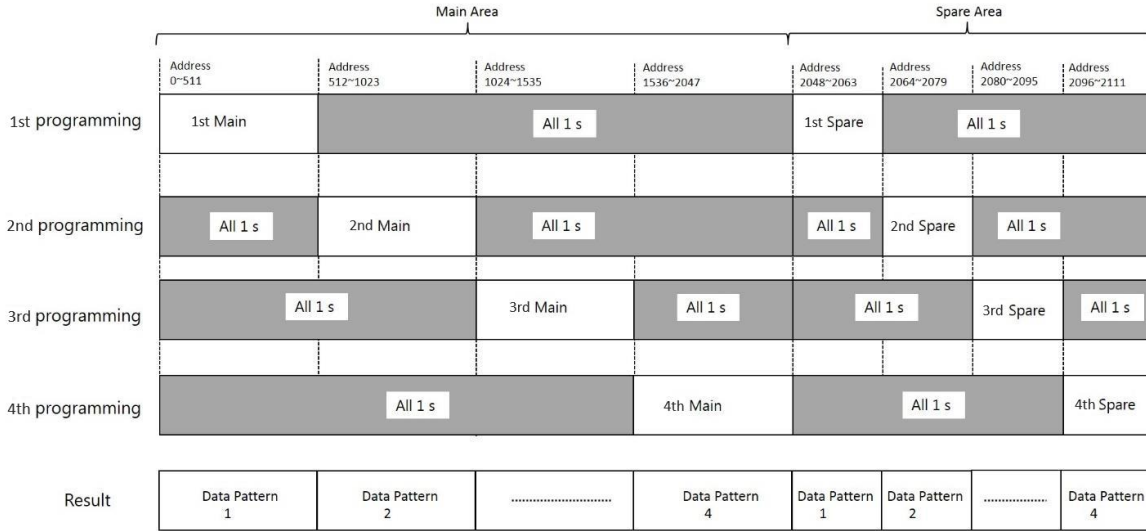 Main Area
Spare Area
Address
0~511
Address
512~1023
Address
1024~1535
Address
1536~2047
Address
2048~2063
Address
2064~2079
Address
2080~2095
Address
2096~2111
1st programming
1st Main
All 1 s
1st Spare
All 1 s
2nd programming
All 1 s
2nd Main
All 1 s
All 1 s
2nd Spare
All 1 s
3rd programming
All 1 s
3rd Main
All 1 s
All 1 s
3rd Spare
All 1 s
4th programming
All 1 s
4th Main
All 1 s
4th Spare
Result
Data Pattern
1
Data Pattern
2
........................
Data Pattern
4
Data Pattern
1
Data Pattern
2
................
Data Pattern
4